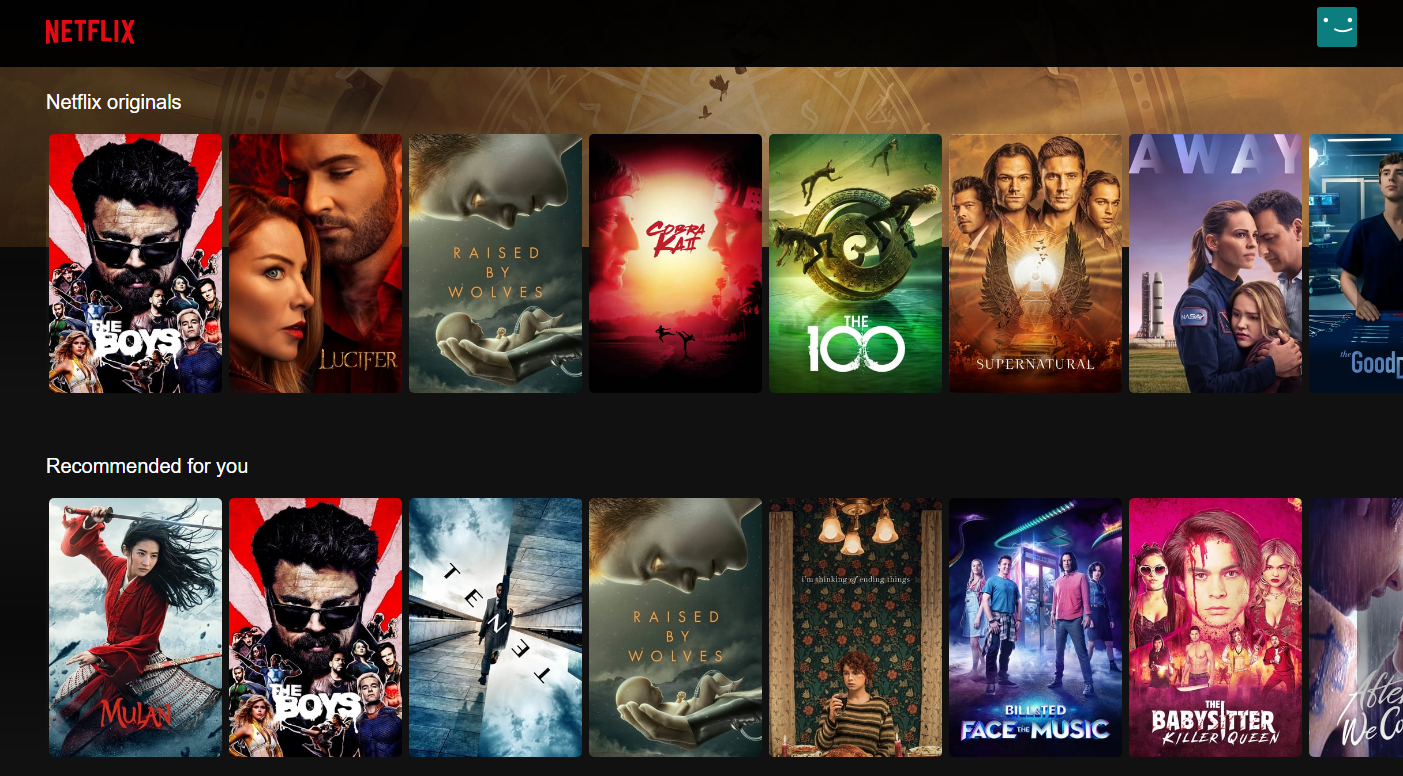 NETFLIX
Netflix originals
THE
BOYS
LUCIFER
RAISED
BY
WOLVES
COBRA
KAI
THE
100
SUPERNATURAL
AWAY
NASA
the Good
Recommended for you
MULAN
THE
BOYS
TENET
RAISED
BY
WOLVES
i'm thinking of ending things
BILL & TED
FACE THE MUSIC
THE
BABYSITTER
KILLER QUEEN
After
We Co